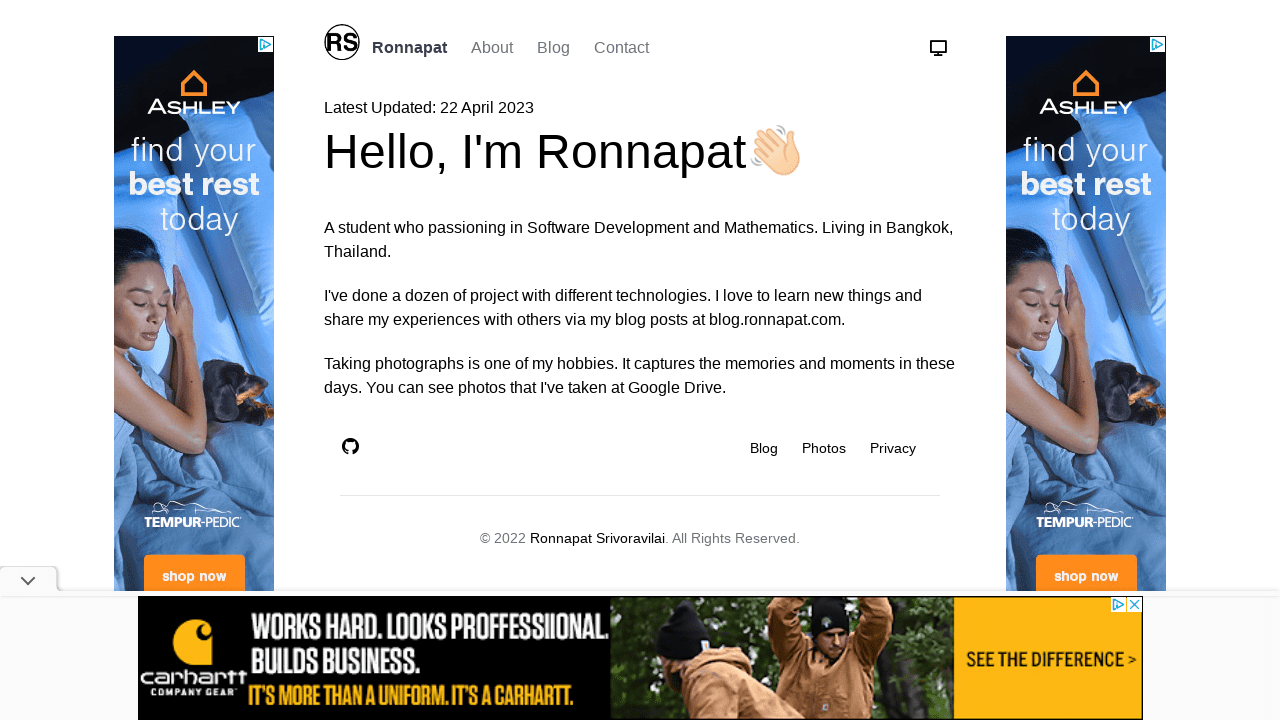 RS
Ronnapat About Blog Contact
Latest Updated: 22 April 2023
Hello, I'm Ronnapat
A student who passioning in Software Development and Mathematics. Living in Bangkok,
Thailand.
I've done a dozen of project with different technologies. I love to learn new things and
share my experiences with others via my blog posts at blog.ronnapat.com.
Taking photographs is one of my hobbies. It captures the memories and moments in these
days. You can see photos that I've taken at Google Drive.
Blog Photos Privacy
© 2022 Ronnapat Srivoravilai. All Rights Reserved.
ASHLEY
find your
best rest
today
TEMPUR-PEDIC
shop now
ASHLEY
find your
best rest
today
TEMPUR-PEDIC
shop now
carhartt
COMPANY GEAR
WORKS HARD. LOOKS PROFFESSIIONAL.
BUILDS BUSINESS.
IT'S MORE THAN A UNIFORM. IT'S A CARHARTT.
SEE THE DIFFERENCE >